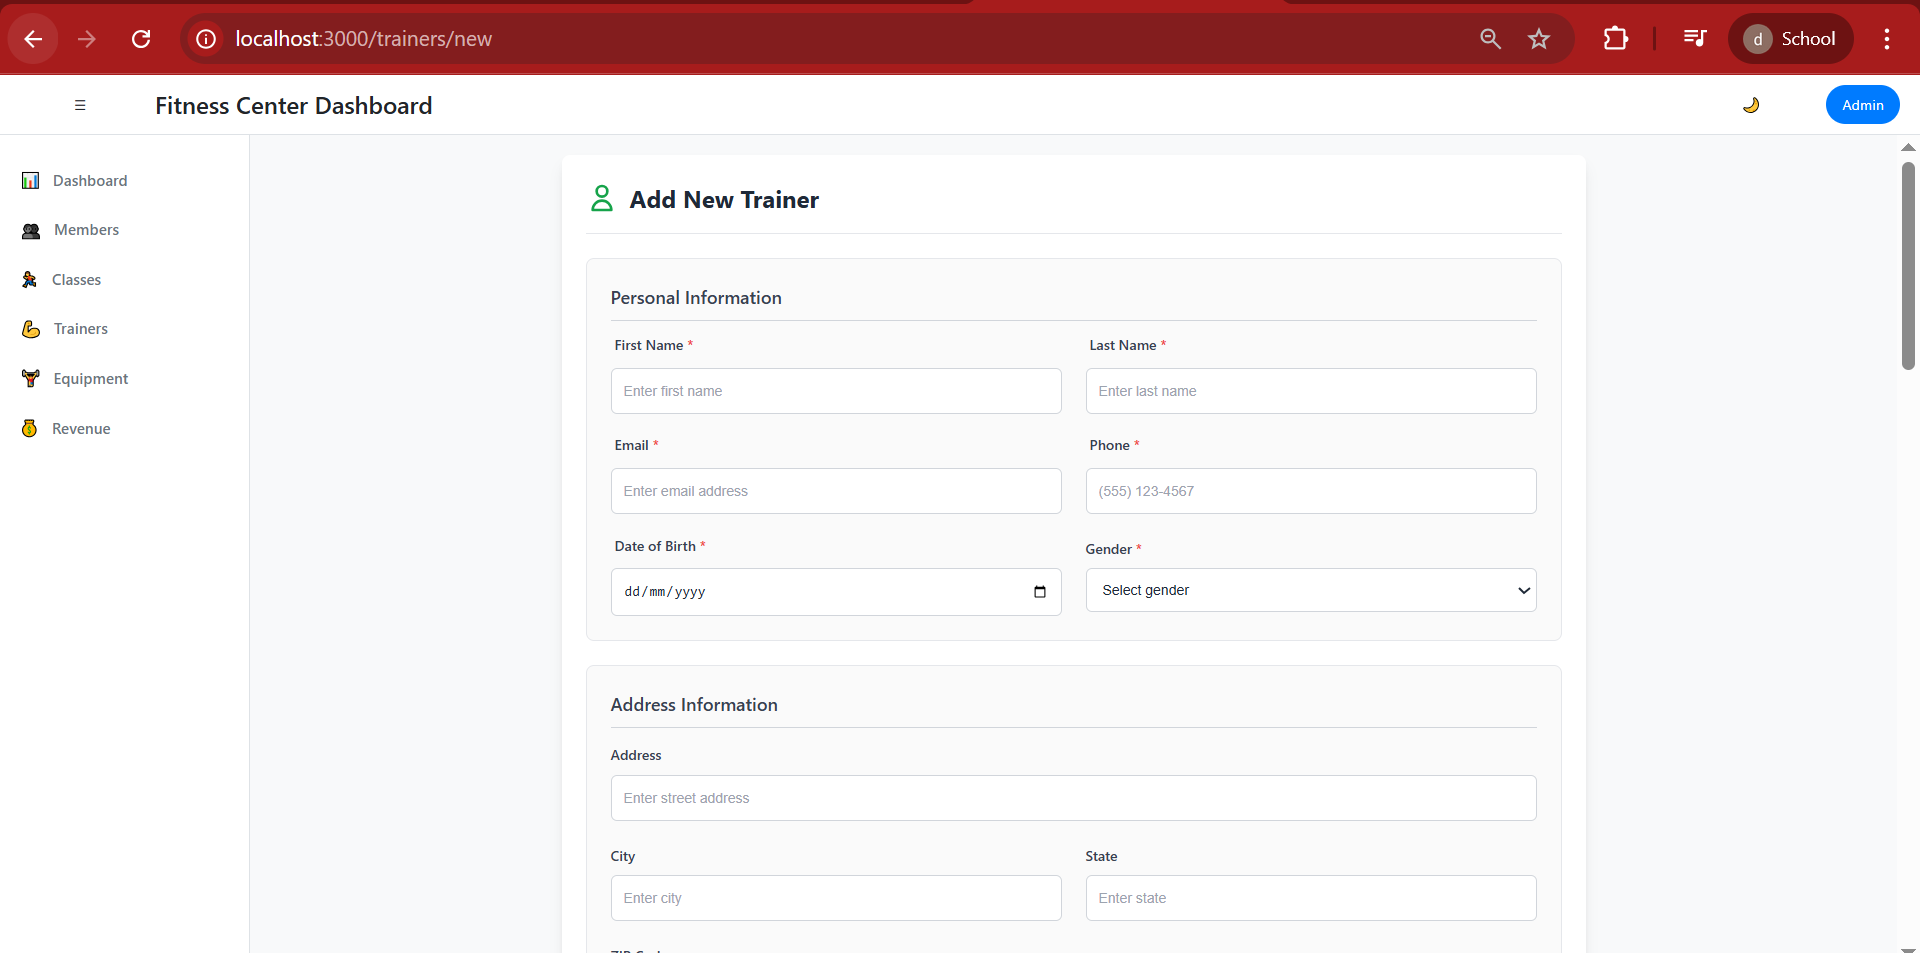 localhost:3000/trainers/new
d School
☰ Fitness Center Dashboard
Admin
Dashboard
Members
Classes
Trainers
Equipment
Revenue
Add New Trainer
Personal Information
First Name * Last Name *
Enter first name Enter last name
Email * Phone *
Enter email address (555) 123-4567
Date of Birth * Gender *
dd/mm/yyyy Select gender
Address Information
Address
Enter street address
City State
Enter city Enter state